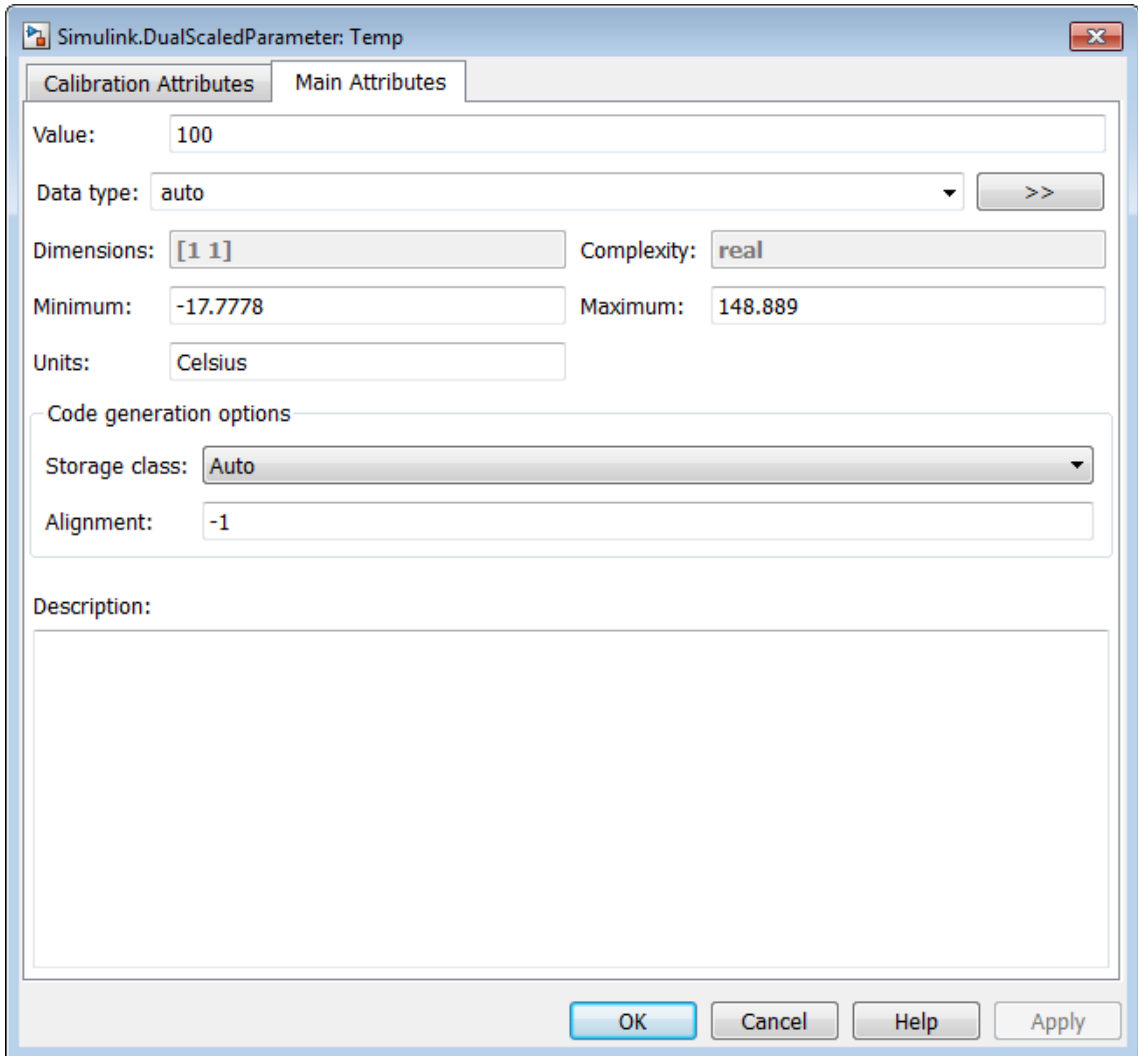 Simulink.DualScaledParameter: Temp
Calibration Attributes Main Attributes
Value: 100
Data type: auto >>
Dimensions: [1 1] Complexity: real
Minimum: -17.7778 Maximum: 148.889
Units: Celsius
Code generation options
Storage class: Auto
Alignment: -1
Description:
OK Cancel Help Apply